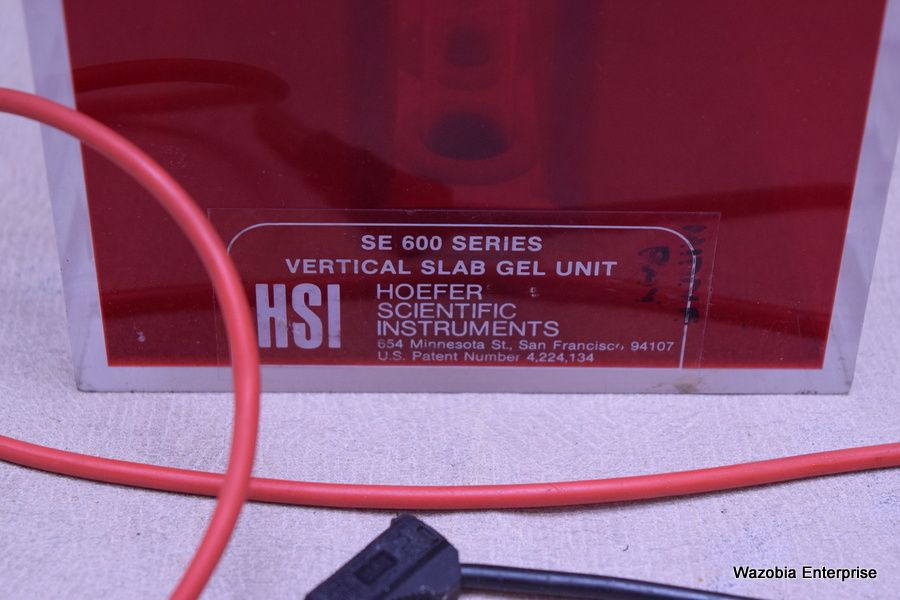 SE 600 SERIES
VERTICAL SLAB GEL UNIT
HSI
HOEFER
SCIENTIFIC
INSTRUMENTS
654 Minnesota St., San Francisco, 94107
U.S. Patent Number 4,224,134
Wazobia Enterprise